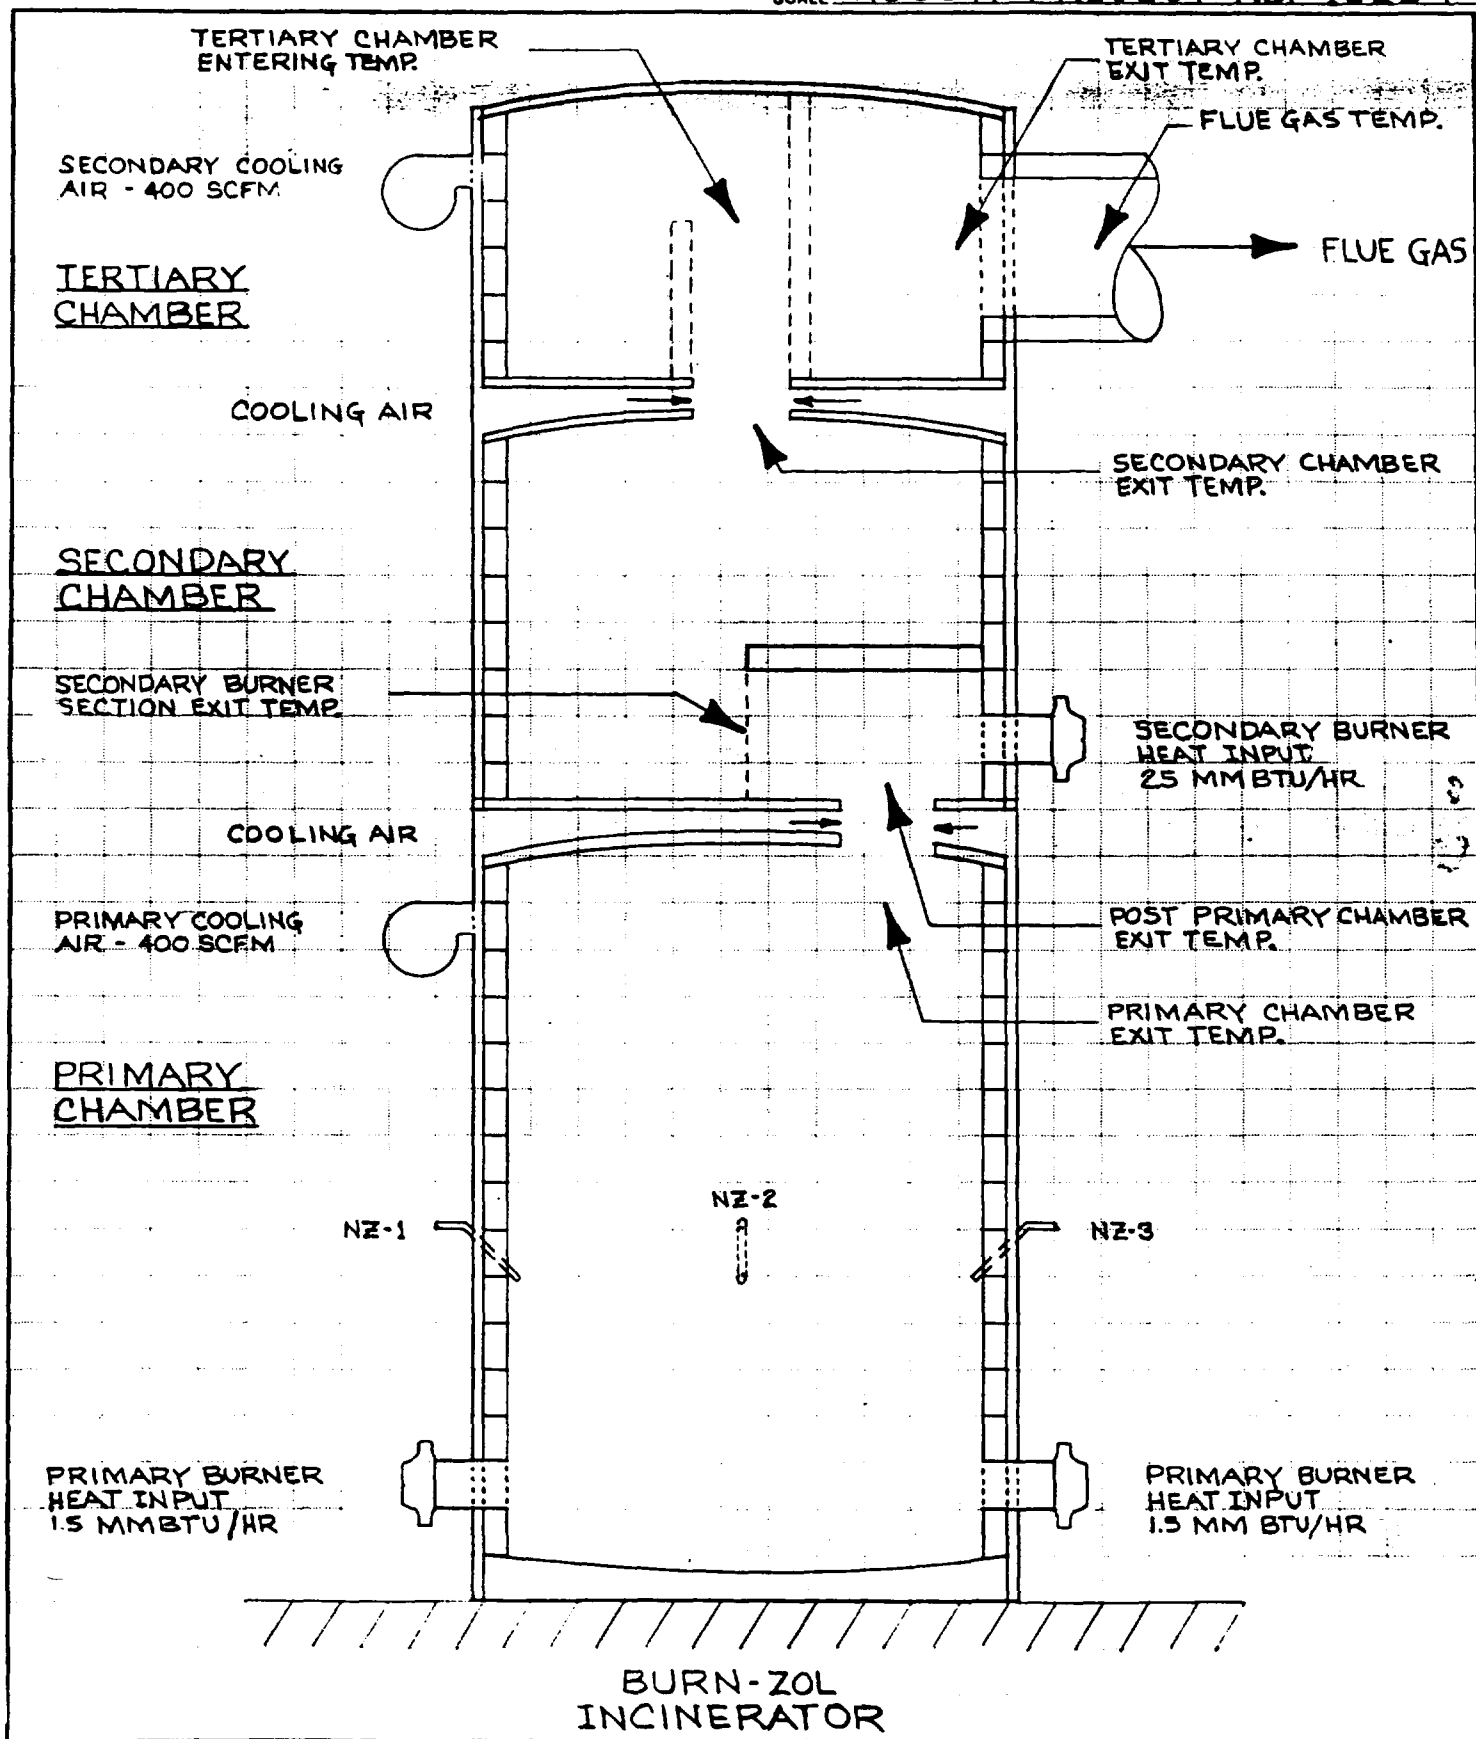 TERTIARY CHAMBER
ENTERING TEMP.
TERTIARY CHAMBER
EXIT TEMP.
FLUE GAS TEMP.
SECONDARY COOLING
AIR - 400 SCFM
FLUE GAS
TERTIARY
CHAMBER
COOLING AIR
SECONDARY CHAMBER
EXIT TEMP.
SECONDARY
CHAMBER
SECONDARY BURNER
SECTION EXIT TEMP.
SECONDARY BURNER
HEAT INPUT
2.5 MM BTU/HR
COOLING AIR
PRIMARY COOLING
AIR - 400 SCFM
POST PRIMARY CHAMBER
EXIT TEMP.
PRIMARY CHAMBER
EXIT TEMP.
PRIMARY
CHAMBER
NZ-1
NZ-2
NZ-3
PRIMARY BURNER
HEAT INPUT
1.5 MMBTU/HR
PRIMARY BURNER
HEAT INPUT
1.5 MM BTU/HR
BURN-ZOL
INCINERATOR